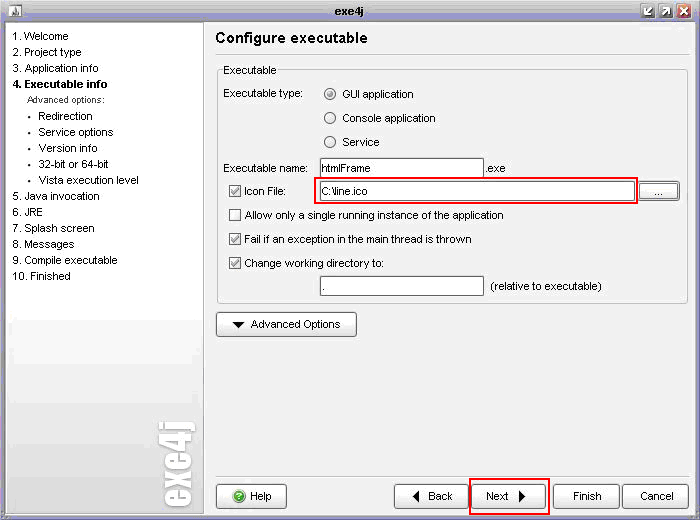 exe4j
1. Welcome
2. Project type
3. Application info
4. Executable info
Advanced options:
• Redirection
• Service options
• Version info
• 32-bit or 64-bit
• Vista execution level
5. Java invocation
6. JRE
7. Splash screen
8. Messages
9. Compile executable
10. Finished
exe4j
Configure executable
Executable
Executable type:
GUI application
Console application
Service
Executable name: htmlFrame .exe
Icon File: C:\line.ico ...
Allow only a single running instance of the application
Fail if an exception in the main thread is thrown
Change working directory to:
. (relative to executable)
Advanced Options
Help Back Next Finish Cancel